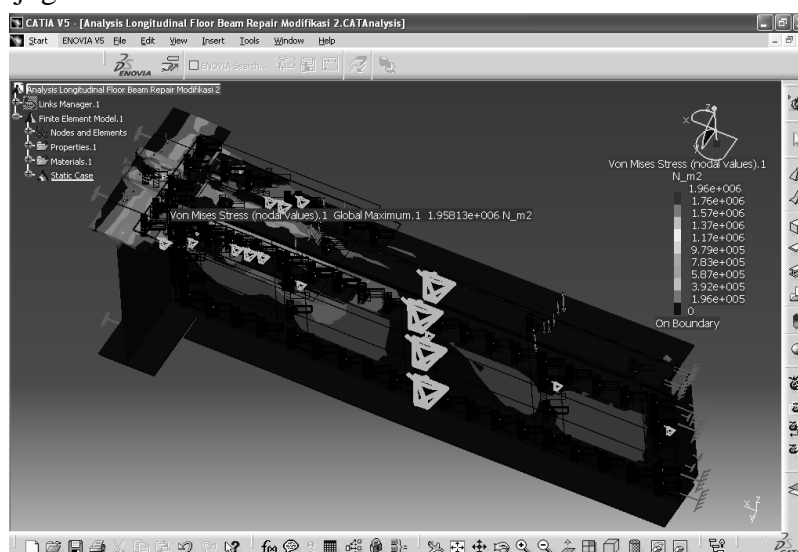 CATIA V5 - [Analysis Longitudinal Floor Beam Repair Modifikasi 2.CATAnalysis]
Start ENOVIA V5 File Edit View Insert Tools Window Help
ENOVIA
ENOVIA Search...
Analysis Longitudinal Floor Beam Repair Modifikasi 2
Links Manager.1
Finite Element Model.1
Nodes and Elements
Properties.1
Materials.1
Static Case
Von Mises Stress (nodal values).1 Global Maximum.1 1.95813e+006 N_m2
Von Mises Stress (nodal values).1
N_m2
1.96e+006
1.76e+006
1.57e+006
1.37e+006
1.17e+006
9.79e+005
7.83e+005
5.87e+005
3.92e+005
1.96e+005
0
On Boundary